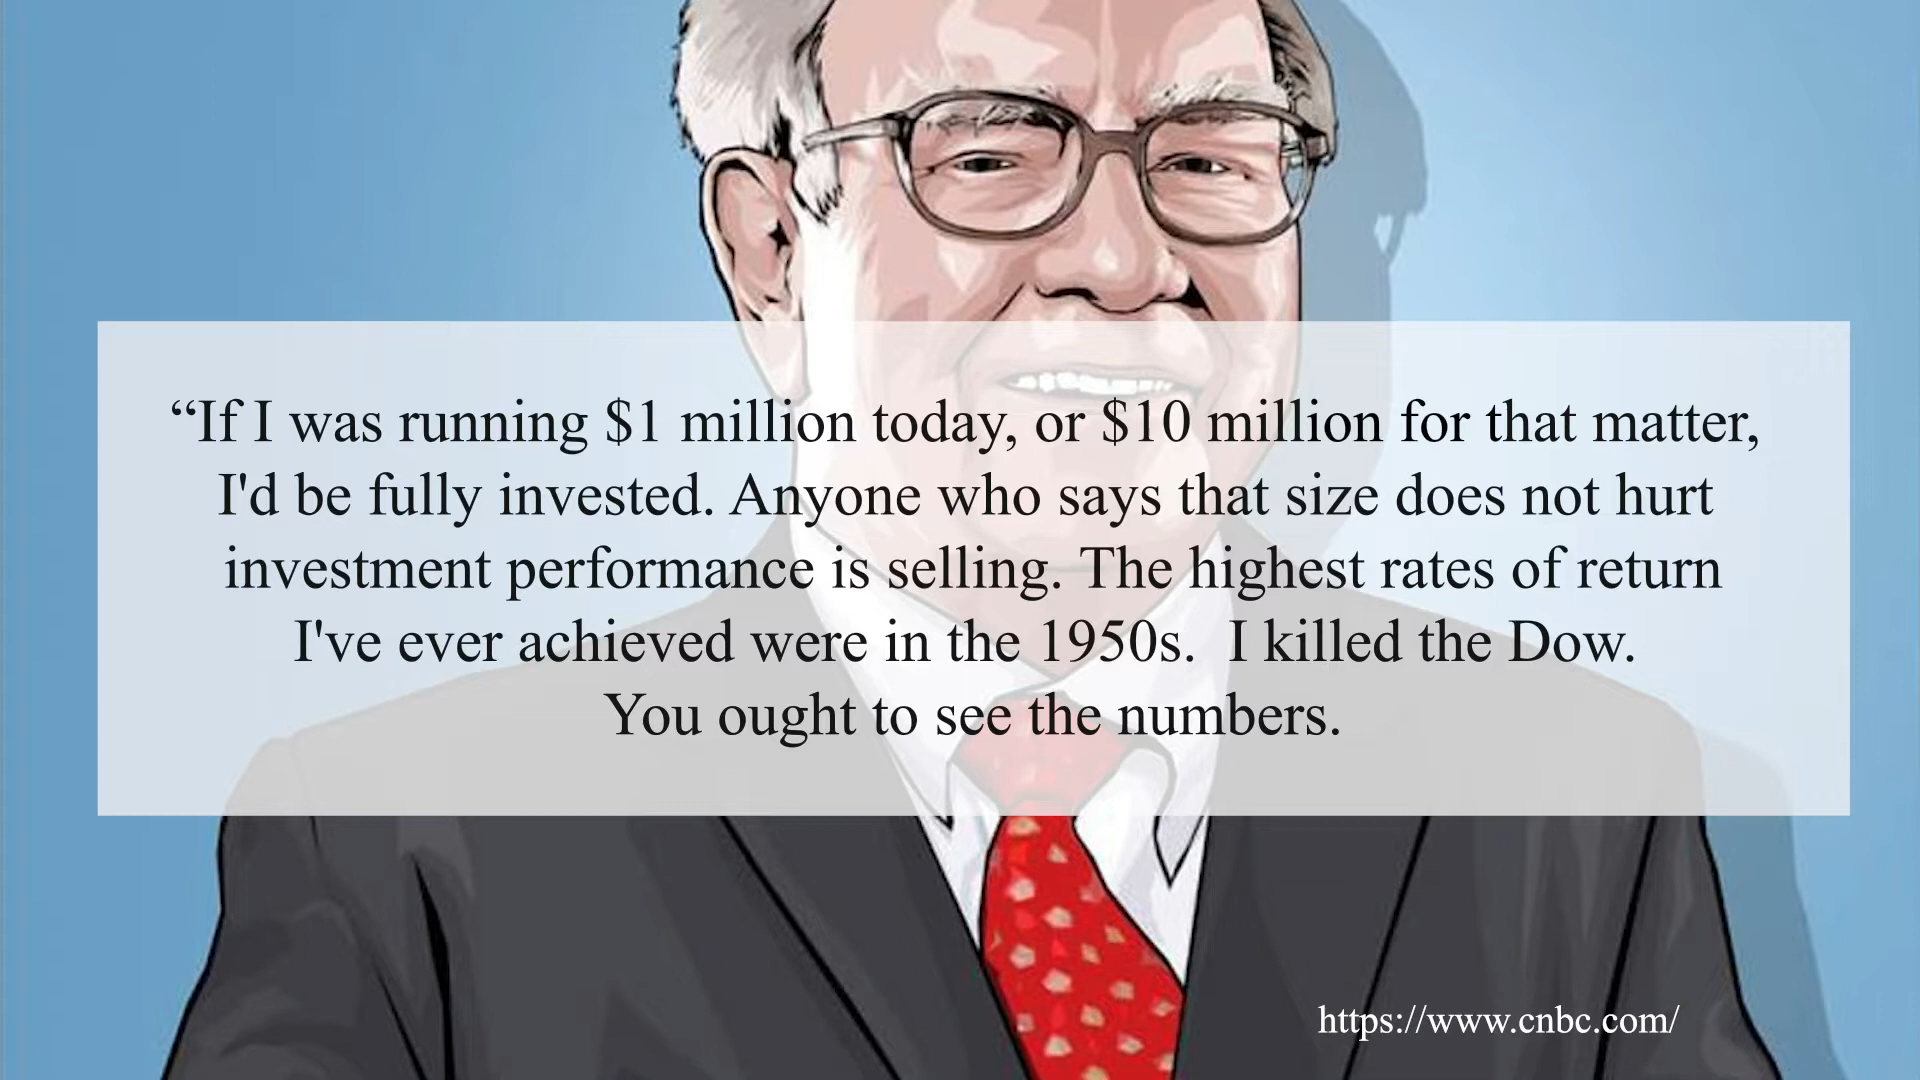 “If I was running $1 million today, or $10 million for that matter,
I'd be fully invested. Anyone who says that size does not hurt
investment performance is selling. The highest rates of return
I've ever achieved were in the 1950s.  I killed the Dow.
You ought to see the numbers.
https://www.cnbc.com/